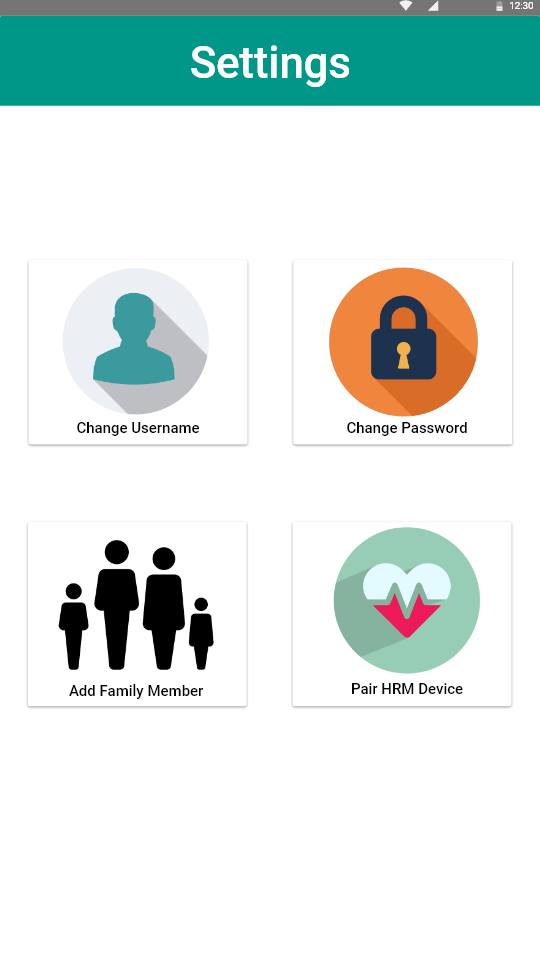 12:30
Settings
Change Username
Change Password
Add Family Member
Pair HRM Device